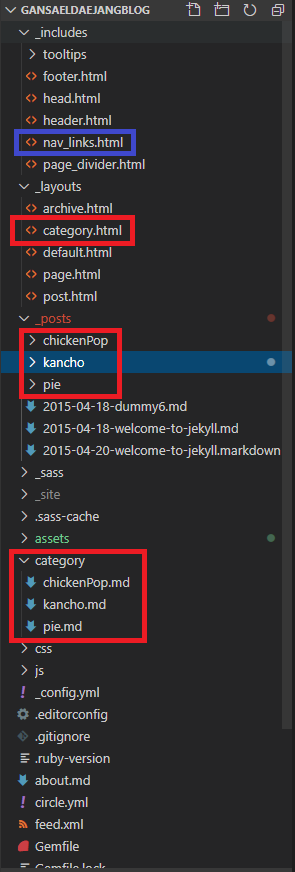 GANSAELDAEJANGBLOG
_includes
tooltips
footer.html
head.html
header.html
nav_links.html
page_divider.html
_layouts
archive.html
category.html
default.html
page.html
post.html
_posts
chickenPop
kancho
pie
2015-04-18-dummy6.md
2015-04-18-welcome-to-jekyll.md
2015-04-20-welcome-to-jekyll.markdown
_sass
_site
.sass-cache
assets
category
chickenPop.md
kancho.md
pie.md
css
js
_config.yml
.editorconfig
.gitignore
.ruby-version
about.md
circle.yml
feed.xml
Gemfile
Gemfile.lock